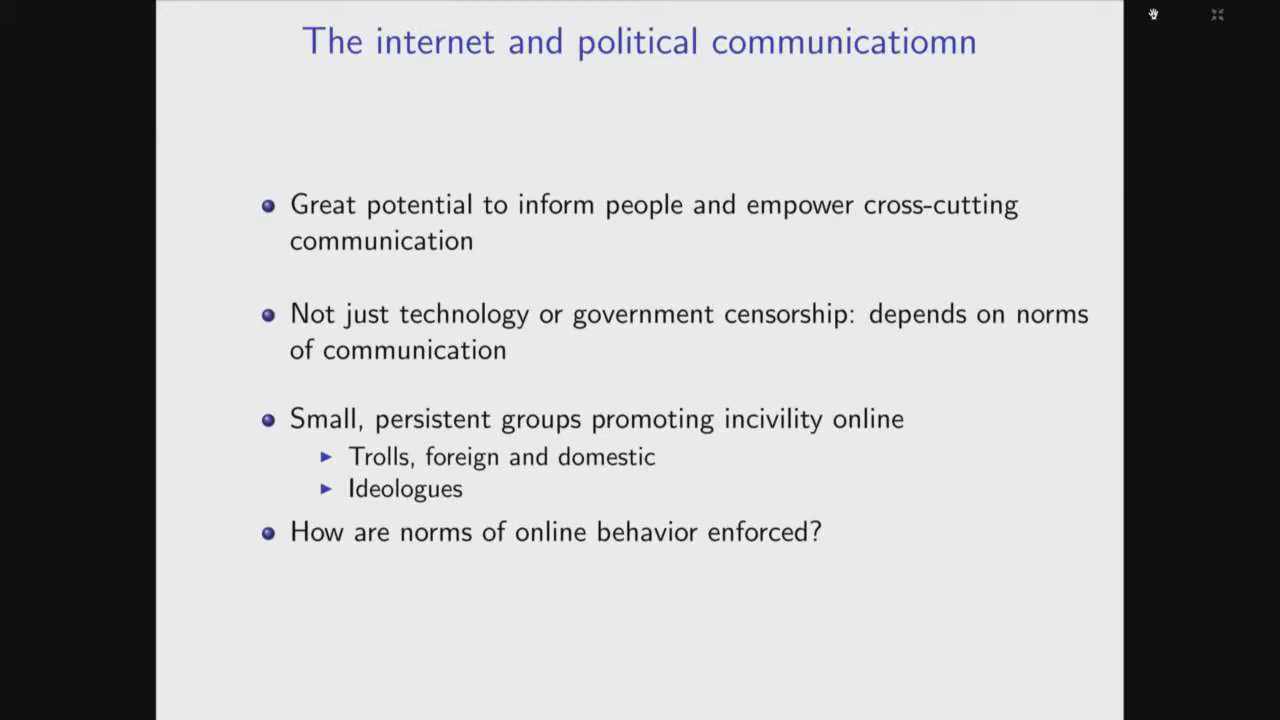 The internet and political communicatiomn
Great potential to inform people and empower cross-cutting
communication
Not just technology or government censorship: depends on norms
of communication
Small, persistent groups promoting incivility online
Trolls, foreign and domestic
Ideologues
How are norms of online behavior enforced?